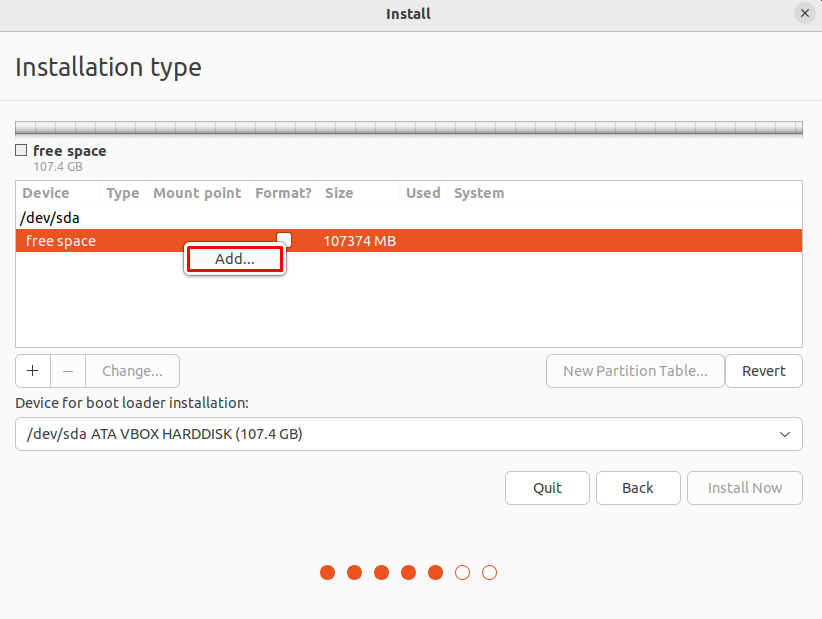 Install
Installation type
free space
107.4 GB
Device Type Mount point Format? Size Used System
/dev/sda
free space 107374 MB
Add...
+ – Change... New Partition Table... Revert
Device for boot loader installation:
/dev/sda ATA VBOX HARDDISK (107.4 GB)
Quit Back Install Now